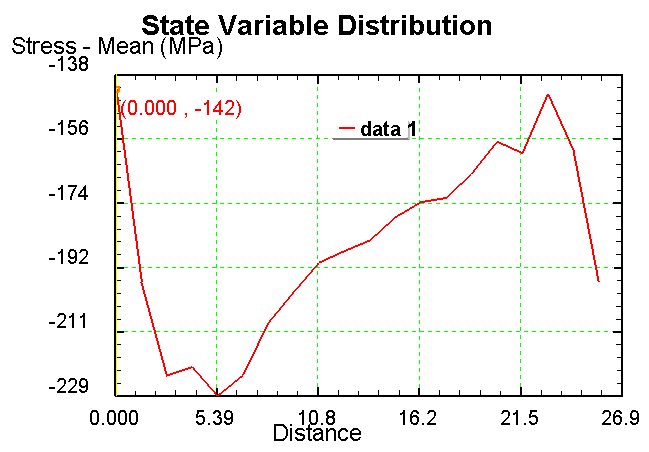 State Variable Distribution
Stress - Mean (MPa)
-138
(0.000 , -142)
data 1
-156
-174
-192
-211
-229
0.000 5.39 10.8 16.2 21.5 26.9
Distance